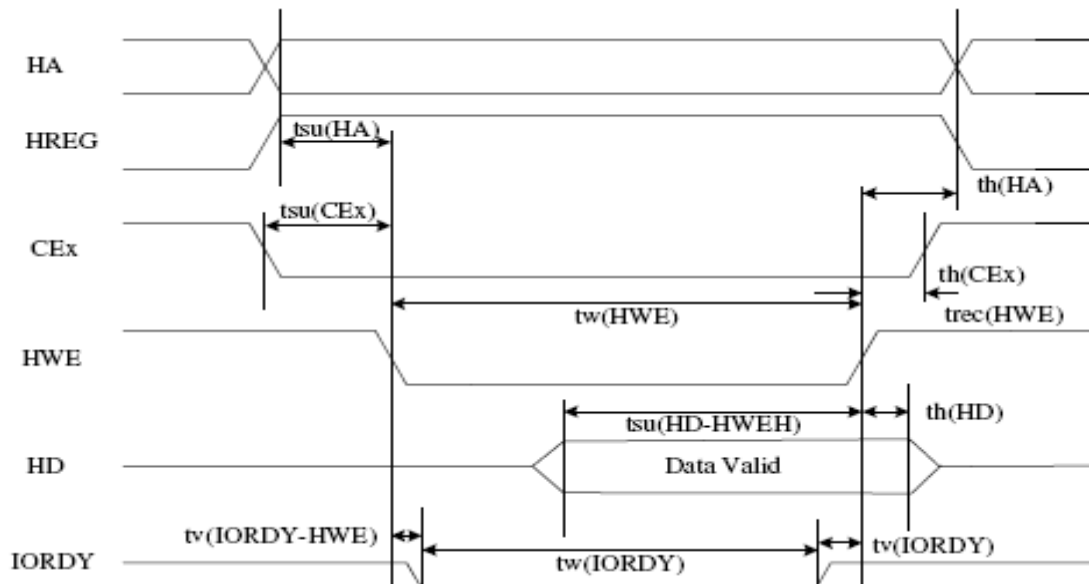 HA
HREG
tsu(HA)
th(HA)
tsu(CEx)
CEx
th(CEx)
tw(HWE)
trec(HWE)
HWE
tsu(HD-HWEH)
th(HD)
HD
Data Valid
tv(IORDY-HWE)
tw(IORDY)
tv(IORDY)
IORDY